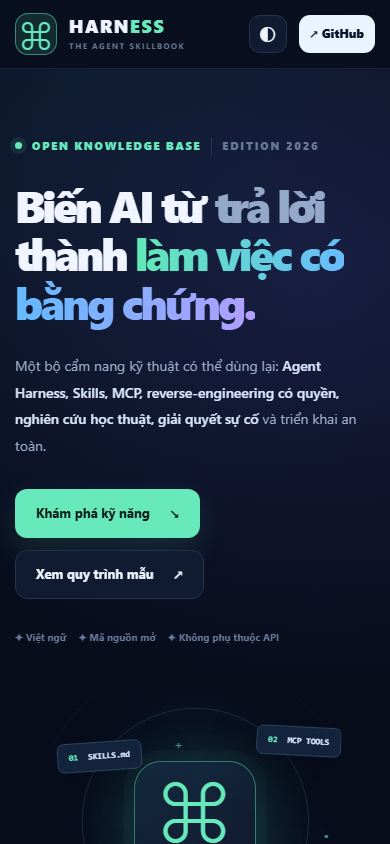 HARNESS
THE AGENT SKILLBOOK
↗ GitHub
OPEN KNOWLEDGE BASE EDITION 2026
Biến AI từ trả lời
thành làm việc có
bằng chứng.
Một bộ cẩm nang kỹ thuật có thể dùng lại: Agent
Harness, Skills, MCP, reverse-engineering có quyền,
nghiên cứu học thuật, giải quyết sự cố và triển khai an
toàn.
Khám phá kỹ năng ↘
Xem quy trình mẫu ↗
✦ Việt ngữ ✦ Mã nguồn mở ✦ Không phụ thuộc API
01 SKILLS.md
02 MCP TOOLS